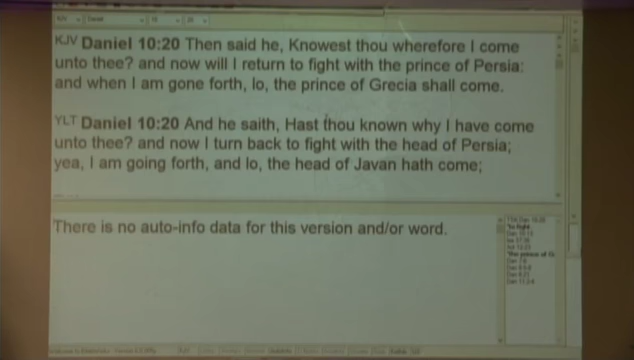 KJV Daniel 10:20 Then said he, Knowest thou wherefore I come
unto thee? and now will I return to fight with the prince of Persia:
and when I am gone forth, lo, the prince of Grecia shall come.
YLT Daniel 10:20 And he saith, Hast thou known why I have come
unto thee? and now I turn back to fight with the head of Persia;
yea, I am going forth, and lo, the head of Javan hath come;
There is no auto-info data for this version and/or word.